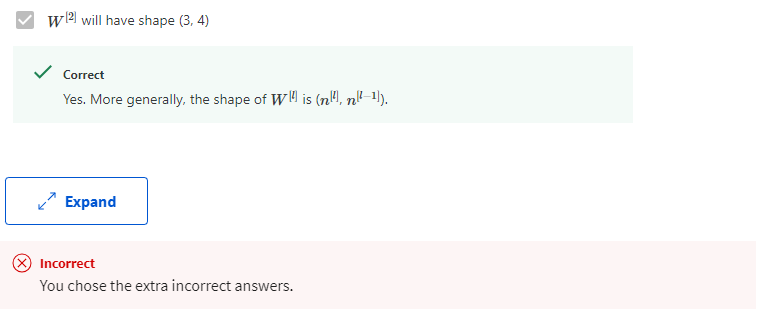 W[2] will have shape (3, 4)
Correct
Yes. More generally, the shape of W[l] is (n[l], n[l−1]).
Expand
Incorrect
You chose the extra incorrect answers.